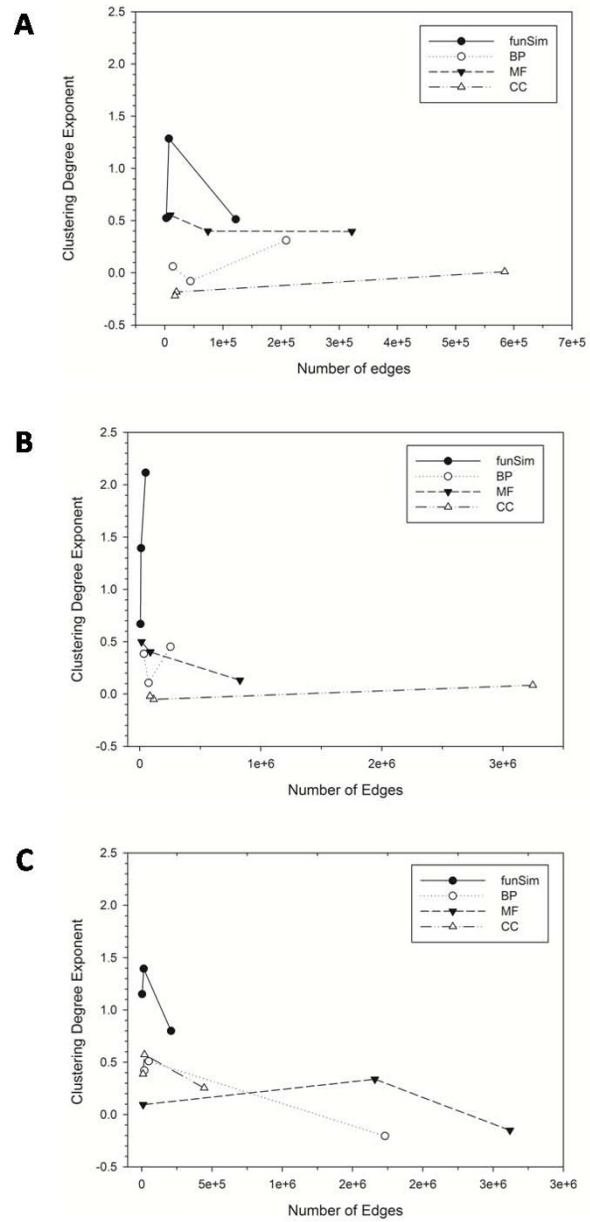 A
2.5
2.0
1.5
1.0
0.5
0.0
-0.5
Clustering Degree Exponent
funSim
BP
MF
CC
0 1e+5 2e+5 3e+5 4e+5 5e+5 6e+5 7e+5
Number of edges
B
2.5
2.0
1.5
1.0
0.5
0.0
-0.5
Clustering Degree Exponent
funSim
BP
MF
CC
0 1e+6 2e+6 3e+6
Number of Edges
C
2.5
2.0
1.5
1.0
0.5
0.0
-0.5
Clustering Degree Exponent
funSim
BP
MF
CC
0 5e+5 1e+6 2e+6 2e+6 3e+6 3e+6
Number of Edges